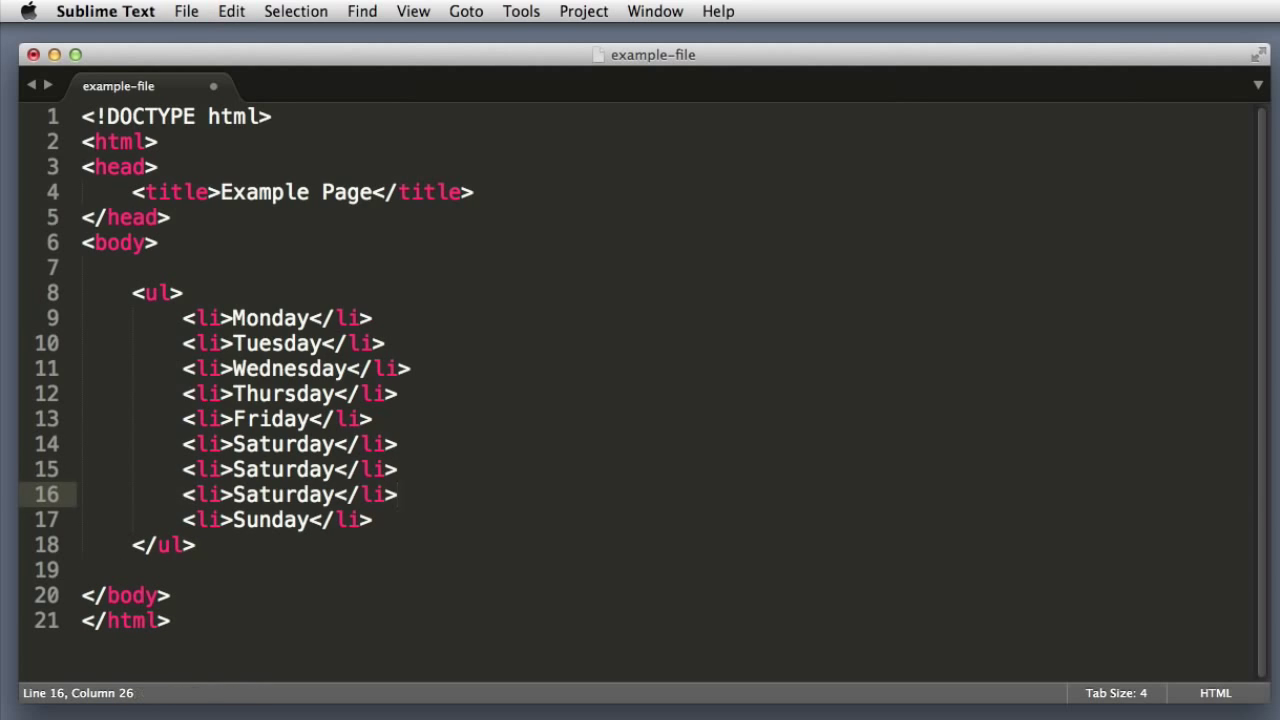 Sublime Text File Edit Selection Find View Goto Tools Project Window Help
example-file
example-file
1 <!DOCTYPE html>
2 <html>
3 <head>
4 <title>Example Page</title>
5 </head>
6 <body>
7
8 <ul>
9 <li>Monday</li>
10 <li>Tuesday</li>
11 <li>Wednesday</li>
12 <li>Thursday</li>
13 <li>Friday</li>
14 <li>Saturday</li>
15 <li>Saturday</li>
16 <li>Saturday</li>
17 <li>Sunday</li>
18 </ul>
19
20 </body>
21 </html>
Line 16, Column 26 Tab Size: 4 HTML